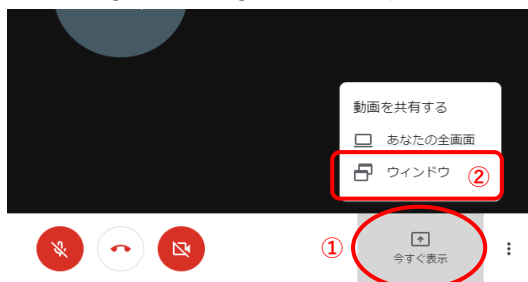 動画を共有する
あなたの全画面
ウィンドウ
②
①
今すぐ表示